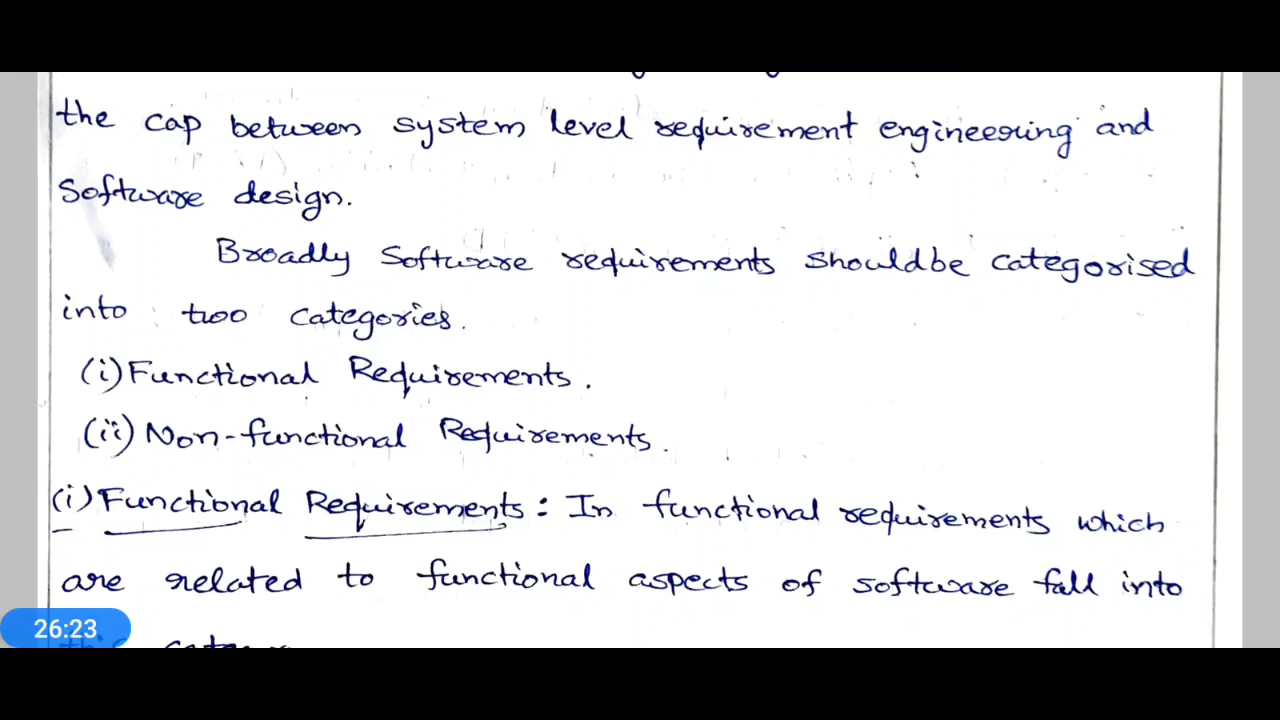 the cap between system level requirement engineering and
Software design.
Broadly Software requirements shouldbe categorised
into two categories.
(i) Functional Requirements.
(ii) Non-functional Requirements.
(i) Functional Requirements: In functional requirements which
are related to functional aspects of software fall into
26:23